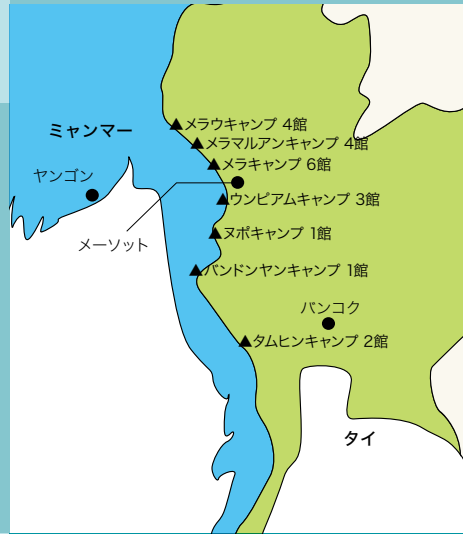 ▲メラウキャンプ 4館
ミャンマー
▲メラマルアンキャンプ 4館
▲メラキャンプ 6館
ヤンゴン
▲ウンピアムキャンプ 3館
メーソット
▲ヌポキャンプ 1館
▲バンドンヤンキャンプ 1館
バンコク
▲タムヒンキャンプ 2館
タイ